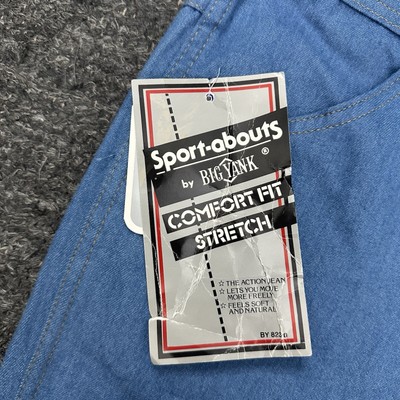 Sport-abouts
by BIG YANK ®
COMFORT FIT
STRETCH
☆ THE ACTION JEAN
☆ LETS YOU MOVE
MORE FREELY
☆ FEELS SOFT
AND NATURAL
BY